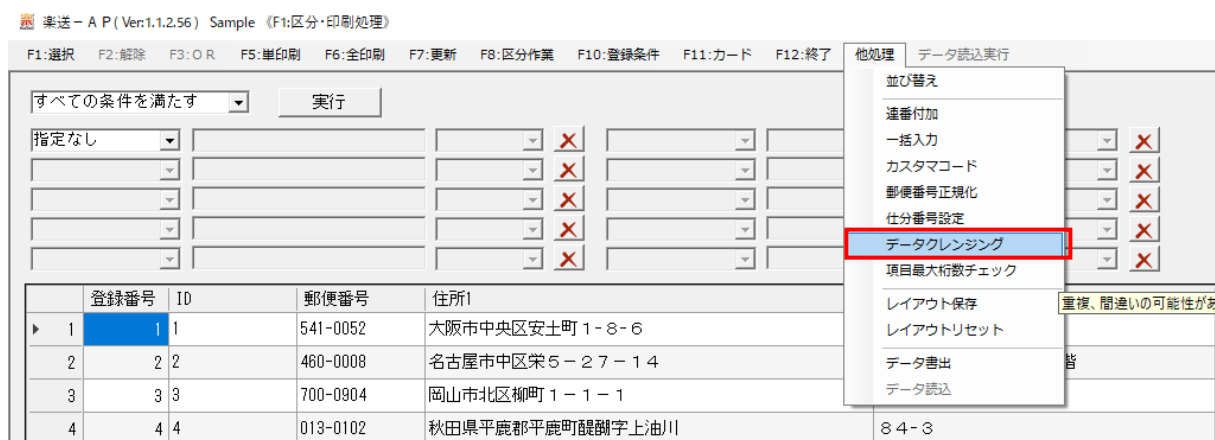 楽送－ＡＰ( Ver:1.1.2.56 ) Sample 《F1:区分・印刷処理》
F1:選択 F2:解除 F3:ＯＲ F5:単印刷 F6:全印刷 F7:更新 F8:区分作業 F10:登録条件 F11:カード F12:終了 他処理 データ読込実行
すべての条件を満たす 実行
指定なし
並び替え
連番付加
一括入力
カスタマコード
郵便番号正規化
仕分番号設定
データクレンジング
項目最大桁数チェック
レイアウト保存
レイアウトリセット
データ書出
データ読込
重複、間違いの可能性があ
登録番号 ID 郵便番号 住所1
1 1 1 541-0052 大阪市中央区安土町１-８-６
2 2 2 460-0008 名古屋市中区栄５－２７－１４ 階
3 3 3 700-0904 岡山市北区柳町１－１－１
4 4 4 013-0102 秋田県平鹿郡平鹿町醍醐字上油川 ８４-３